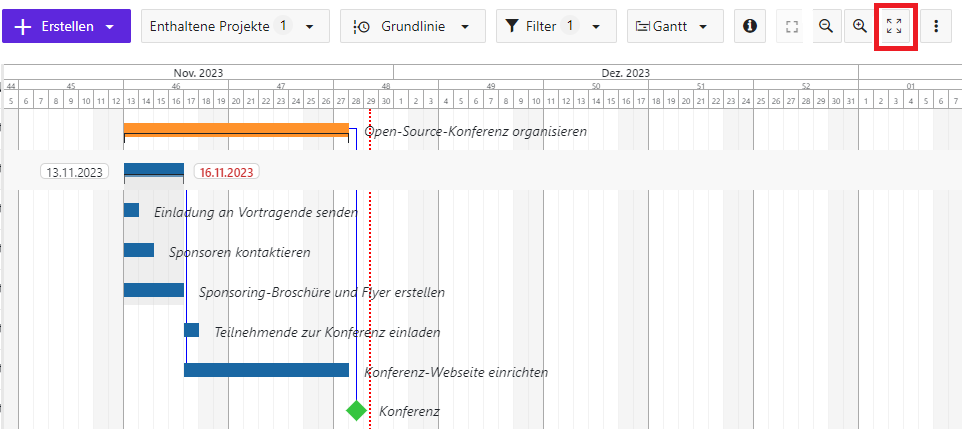 Erstellen Enthaltene Projekte 1 Grundlinie Filter 1 Gantt
Nov. 2023 Dez. 2023
44 45 46 47 48 49 50 51 52 01
5 6 7 8 9 10 11 12 13 14 15 16 17 18 19 20 21 22 23 24 25 26 27 28 29 30 1 2 3 4 5 6 7 8 9 10 11 12 13 14 15 16 17 18 19 20 21 22 23 24 25 26 27 28 29 30 31 1 2 3 4 5 6 7
Open-Source-Konferenz organisieren
13.11.2023 16.11.2023
Einladung an Vortragende senden
Sponsoren kontaktieren
Sponsoring-Broschüre und Flyer erstellen
Teilnehmende zur Konferenz einladen
Konferenz-Webseite einrichten
Konferenz